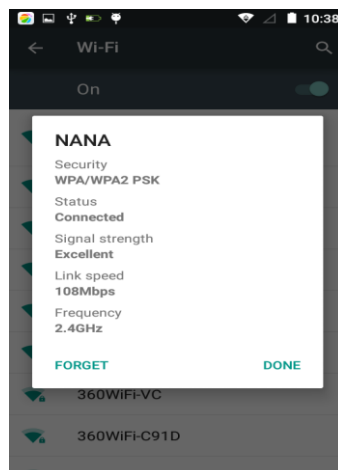 10:38
Wi-Fi
On
NANA
Security
WPA/WPA2 PSK
Status
Connected
Signal strength
Excellent
Link speed
108Mbps
Frequency
2.4GHz
FORGET DONE
360WiFi-VC
360WiFi-C91D